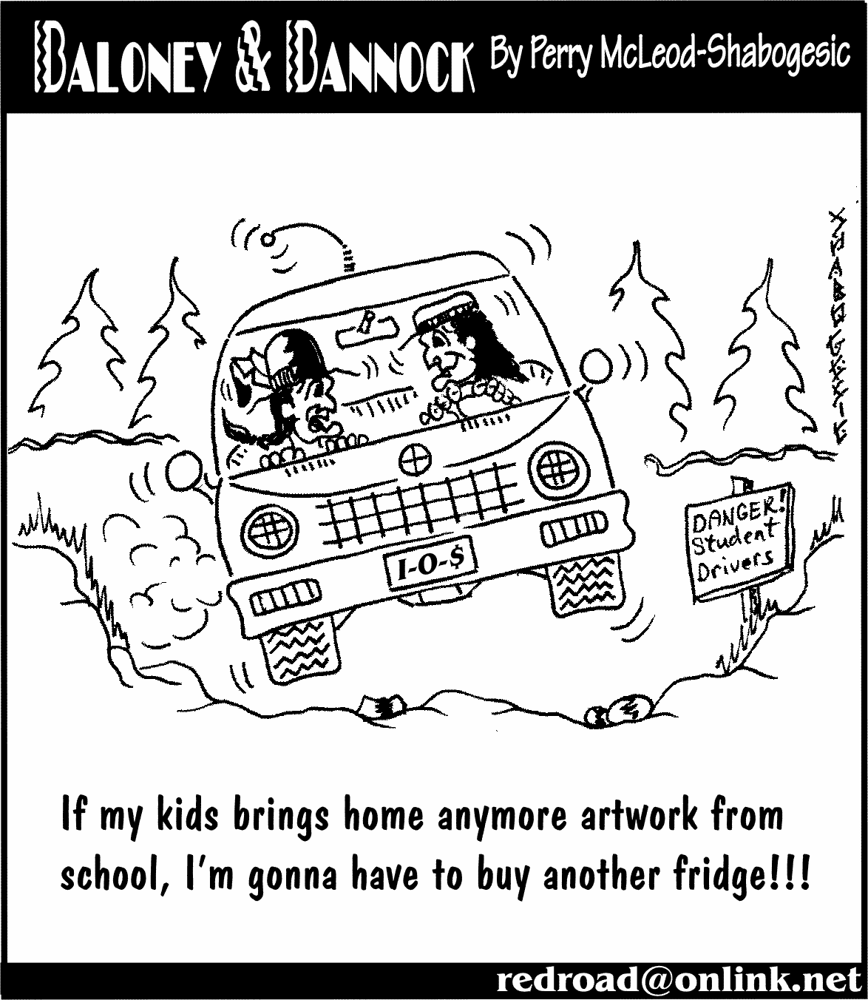 BALONEY & BANNOCK By Perry McLeod-Shabogesic
DANGER!
Student
Drivers
I-O-$
If my kids brings home anymore artwork from
school, I'm gonna have to buy another fridge!!!
redroad@onlink.net